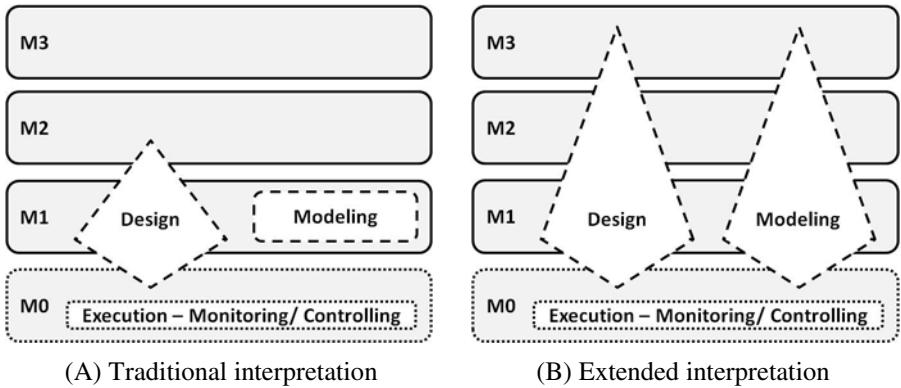 M3
M2
M1
Design
Modeling
M0
Execution – Monitoring/ Controlling
(A) Traditional interpretation
M3
M2
M1
Design
Modeling
M0
Execution – Monitoring/ Controlling
(B) Extended interpretation